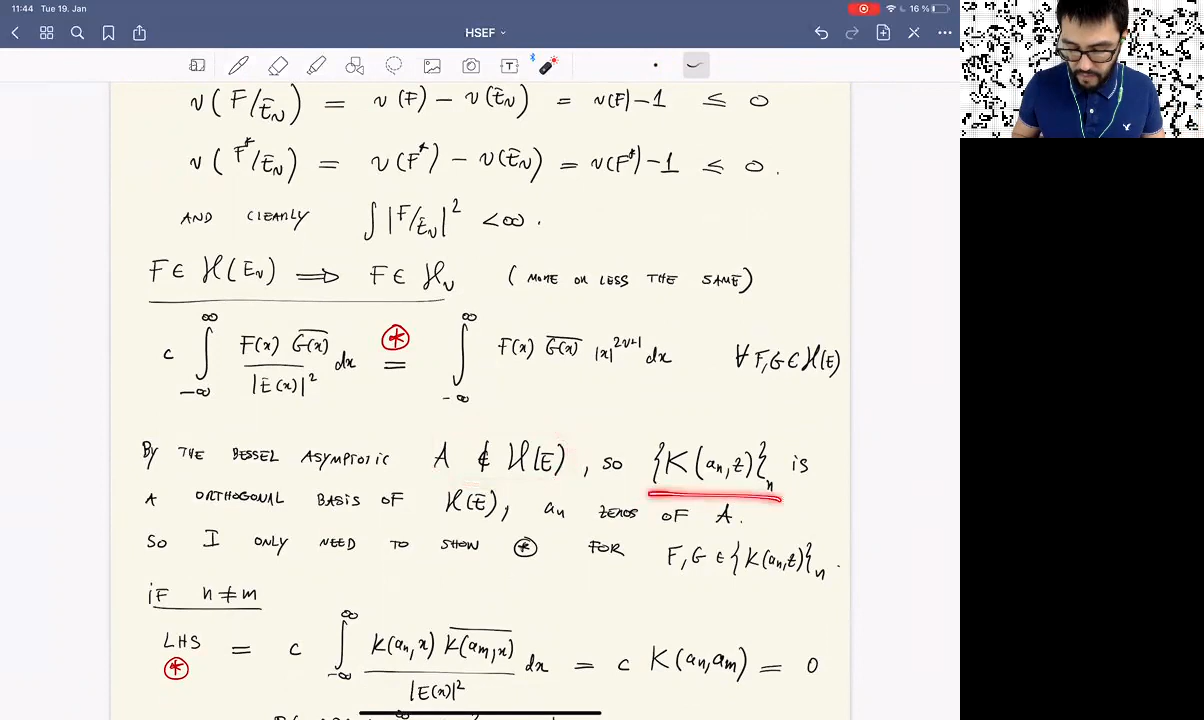 11:44 Tue 19. Jan
16 %
HSEF
ν(F/E_ν) = ν(F) − ν(E_ν) = ν(F) − 1 ≤ 0
ν(F*/E_ν) = ν(F*) − ν(E_ν) = ν(F*) − 1 ≤ 0.
AND CLEARLY ∫|F/E_ν|² < ∞.
F ∈ H(E_ν) ⟹ F ∈ H_ν (MORE OR LESS THE SAME)
c ∫_{-∞}^{∞} F(x) \overline{G(x)} / |E(x)|² dx =^{⊛} ∫_{-∞}^{∞} F(x) \overline{G(x)} |x|^{2ν+1} dx ∀ F,G ∈ H(E)
By THE BESSEL ASYMPTOTIC A ∉ H(E), so {K(a_n,z)}_n is
A ORTHOGONAL BASIS OF H(E), a_n ZEROS OF A.
SO I ONLY NEED TO SHOW ⊛ FOR F,G ∈ {K(a_n,z)}_n.
iF n ≠ m
LHS ⊛ = c ∫_{-∞}^{∞} K(a_n,x) \overline{K(a_m,x)} / |E(x)|² dx = c K(a_n,a_m) = 0